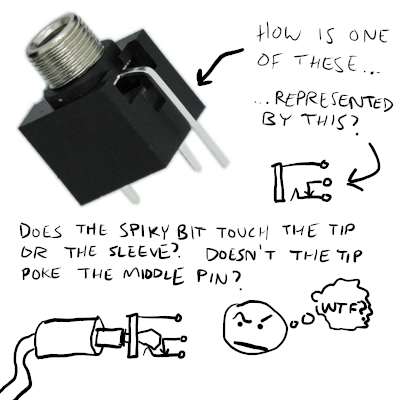 HOW IS ONE
OF THESE...
...REPRESENTED
BY THIS?
DOES THE SPIKY BIT TOUCH THE TIP
OR THE SLEEVE? DOESN'T THE TIP
POKE THE MIDDLE PIN?
WTF?